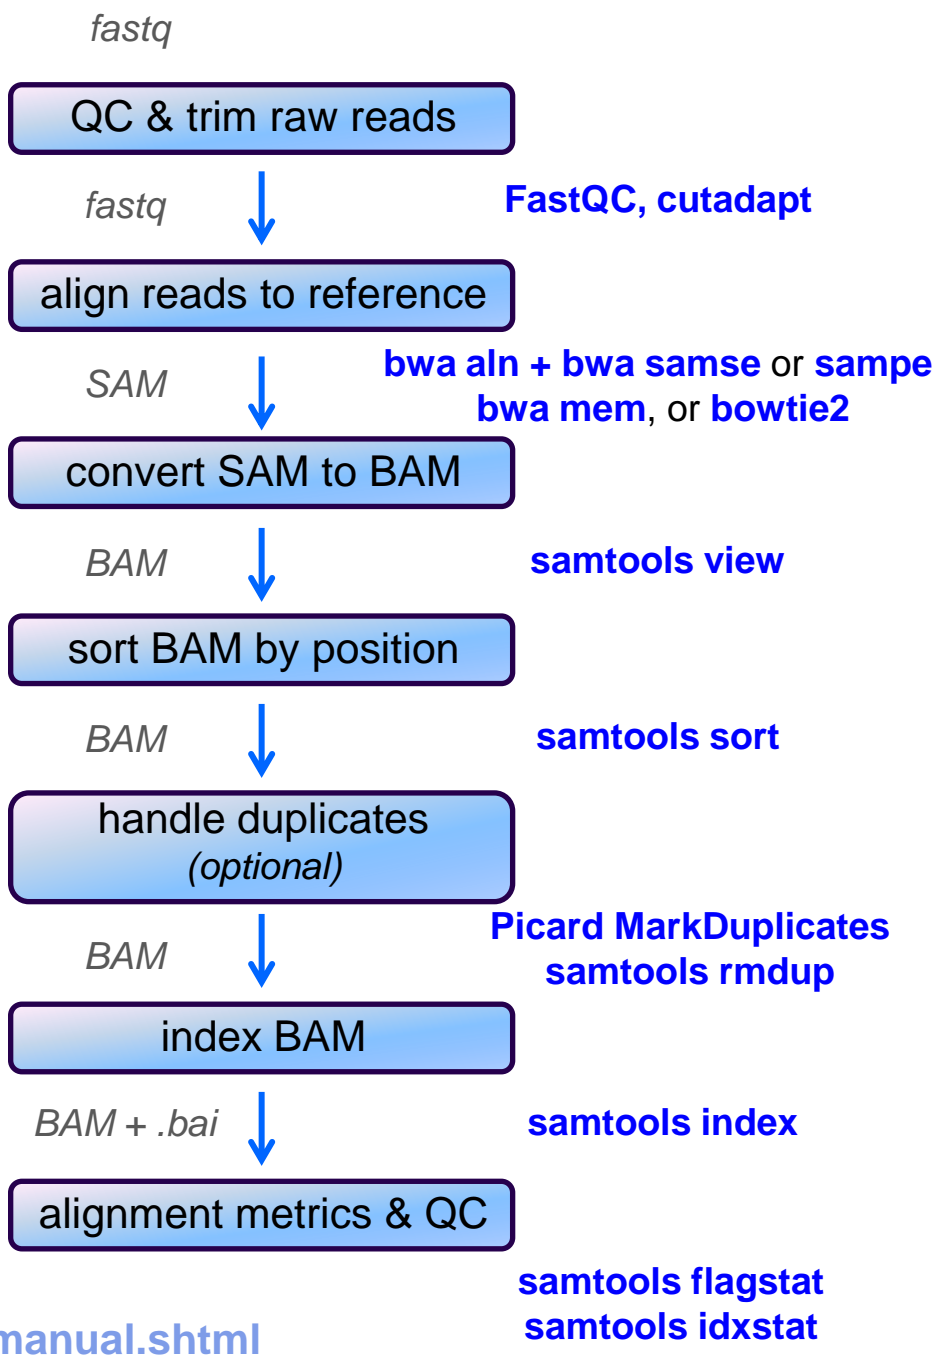 fastq
QC & trim raw reads
fastq
FastQC, cutadapt
align reads to reference
SAM
bwa aln + bwa samse or sampe
bwa mem, or bowtie2
convert SAM to BAM
BAM
samtools view
sort BAM by position
BAM
samtools sort
handle duplicates
(optional)
BAM
Picard MarkDuplicates
samtools rmdup
index BAM
BAM + .bai
samtools index
alignment metrics & QC
samtools flagstat
samtools idxstat
manual.shtml